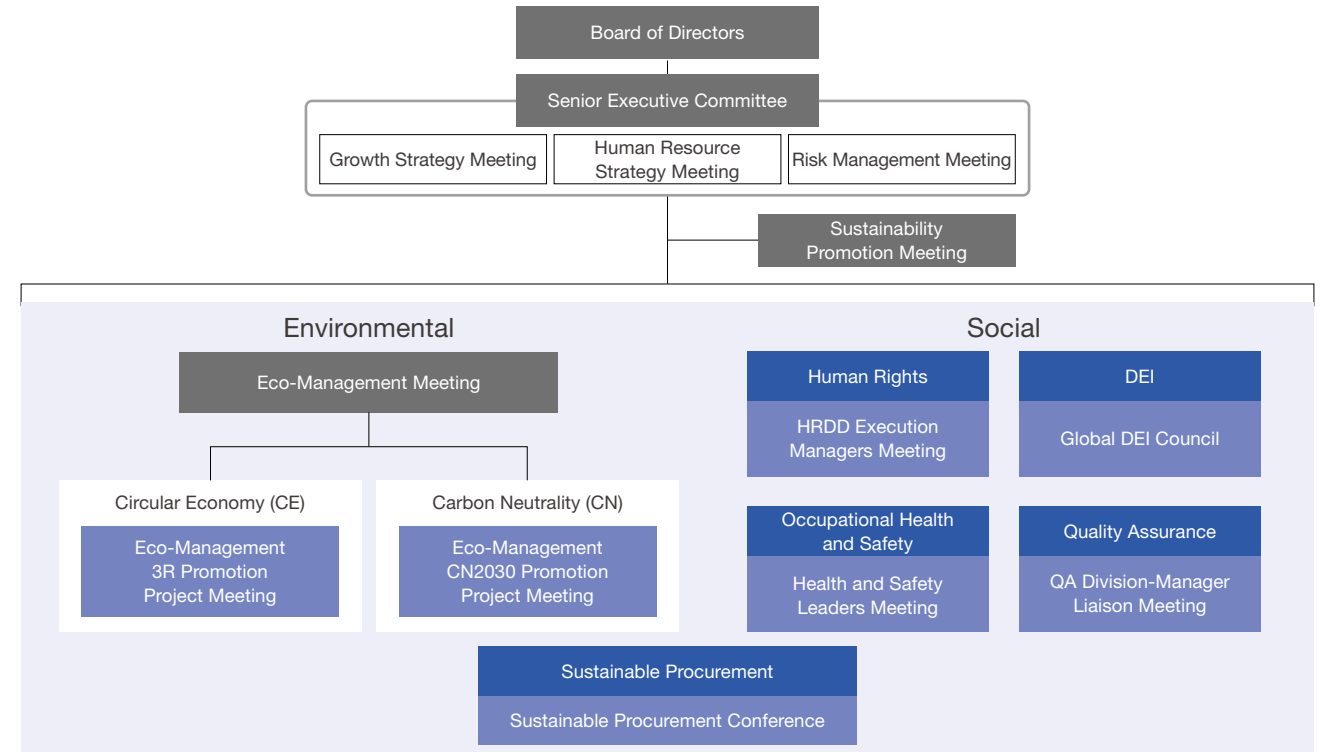 Board of Directors
Senior Executive Committee
Growth Strategy Meeting
Human Resource
Strategy Meeting
Risk Management Meeting
Sustainability
Promotion Meeting
Environmental
Eco-Management Meeting
Circular Economy (CE)
Eco-Management
3R Promotion
Project Meeting
Carbon Neutrality (CN)
Eco-Management
CN2030 Promotion
Project Meeting
Social
Human Rights
HRDD Execution
Managers Meeting
DEI
Global DEI Council
Occupational Health
and Safety
Health and Safety
Leaders Meeting
Quality Assurance
QA Division-Manager
Liaison Meeting
Sustainable Procurement
Sustainable Procurement Conference